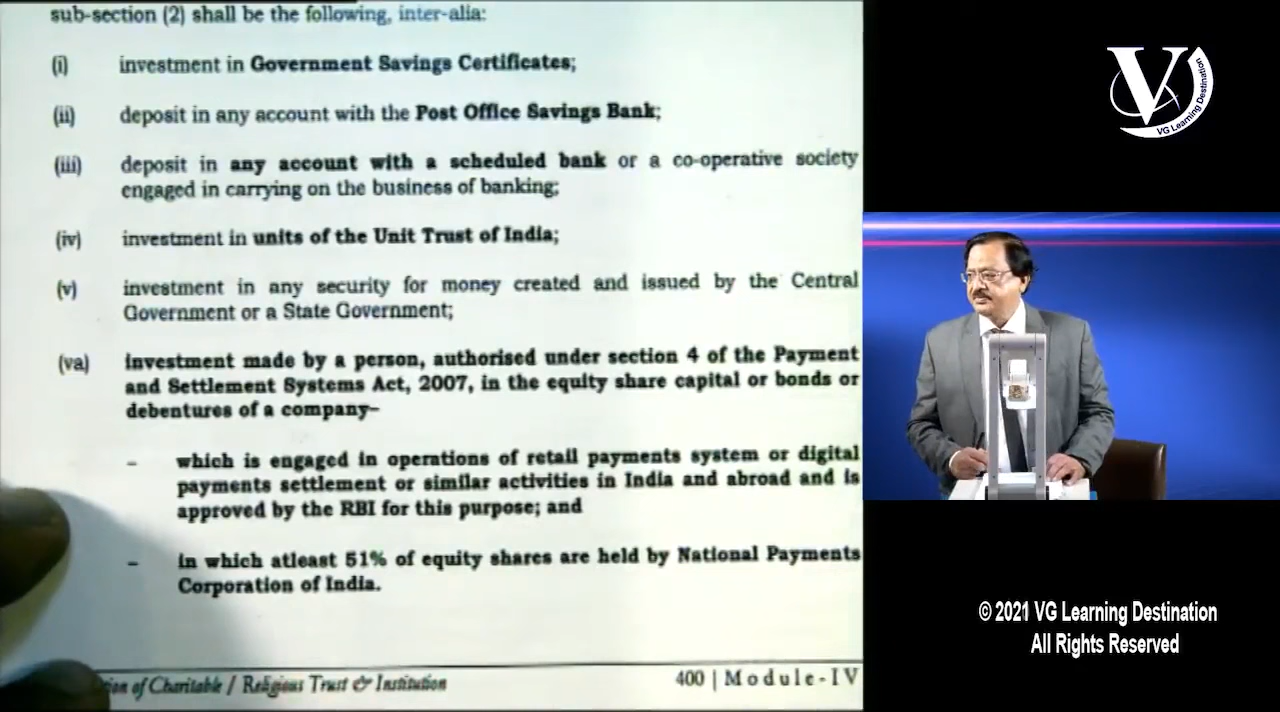 sub-section (2) shall be the following, inter-alia:
(i) investment in Government Savings Certificates;
(ii) deposit in any account with the Post Office Savings Bank;
(iii) deposit in any account with a scheduled bank or a co-operative society
engaged in carrying on the business of banking;
(iv) investment in units of the Unit Trust of India;
(v) investment in any security for money created and issued by the Central
Government or a State Government;
(va) investment made by a person, authorised under section 4 of the Payment
and Settlement Systems Act, 2007, in the equity share capital or bonds or
debentures of a company–
– which is engaged in operations of retail payments system or digital
payments settlement or similar activities in India and abroad and is
approved by the RBI for this purpose; and
– in which atleast 51% of equity shares are held by National Payments
Corporation of India.
of Charitable / Religious Trust & Institution
400 | Module-IV
V
VG Learning Destination
© 2021 VG Learning Destination
All Rights Reserved